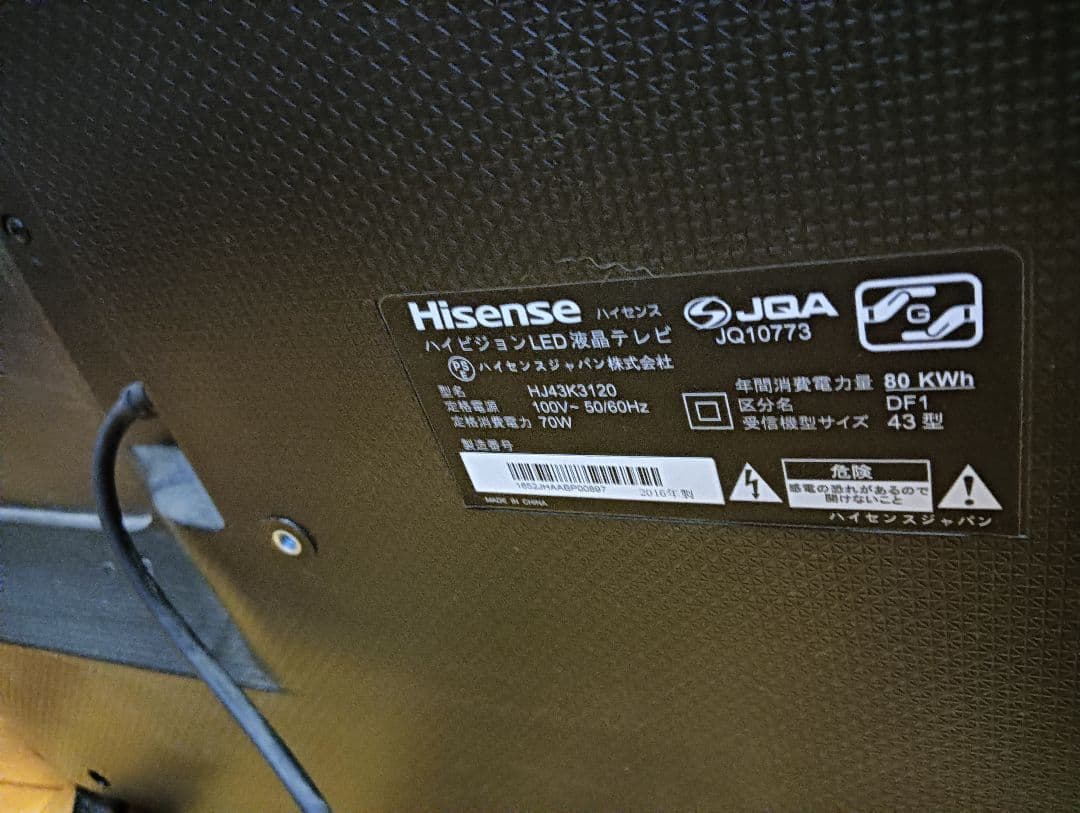 Hisense ハイセンス
JQA
JQ10773
G
ハイビジョンLED液晶テレビ
PSE ハイセンスジャパン株式会社
型名 HJ43K3120
定格電源 100V~ 50/60Hz
定格消費電力 70W
年間消費電力量 80 KWh
区分名 DF1
受信機型サイズ 43型
製造番号
1652JHAABP00897 2016年製
MADE IN CHINA
危険
感電の恐れがあるので
開けないこと
ハイセンスジャパン